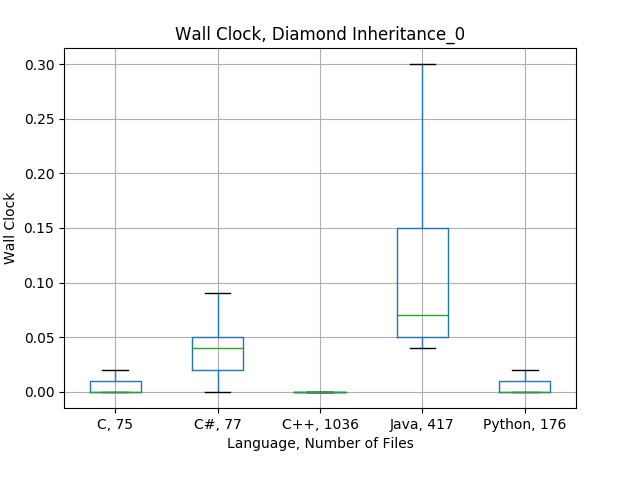 Wall Clock, Diamond Inheritance_0
0.30
0.25
0.20
0.15
0.10
0.05
0.00
Wall Clock
C, 75 C#, 77 C++, 1036 Java, 417 Python, 176
Language, Number of Files